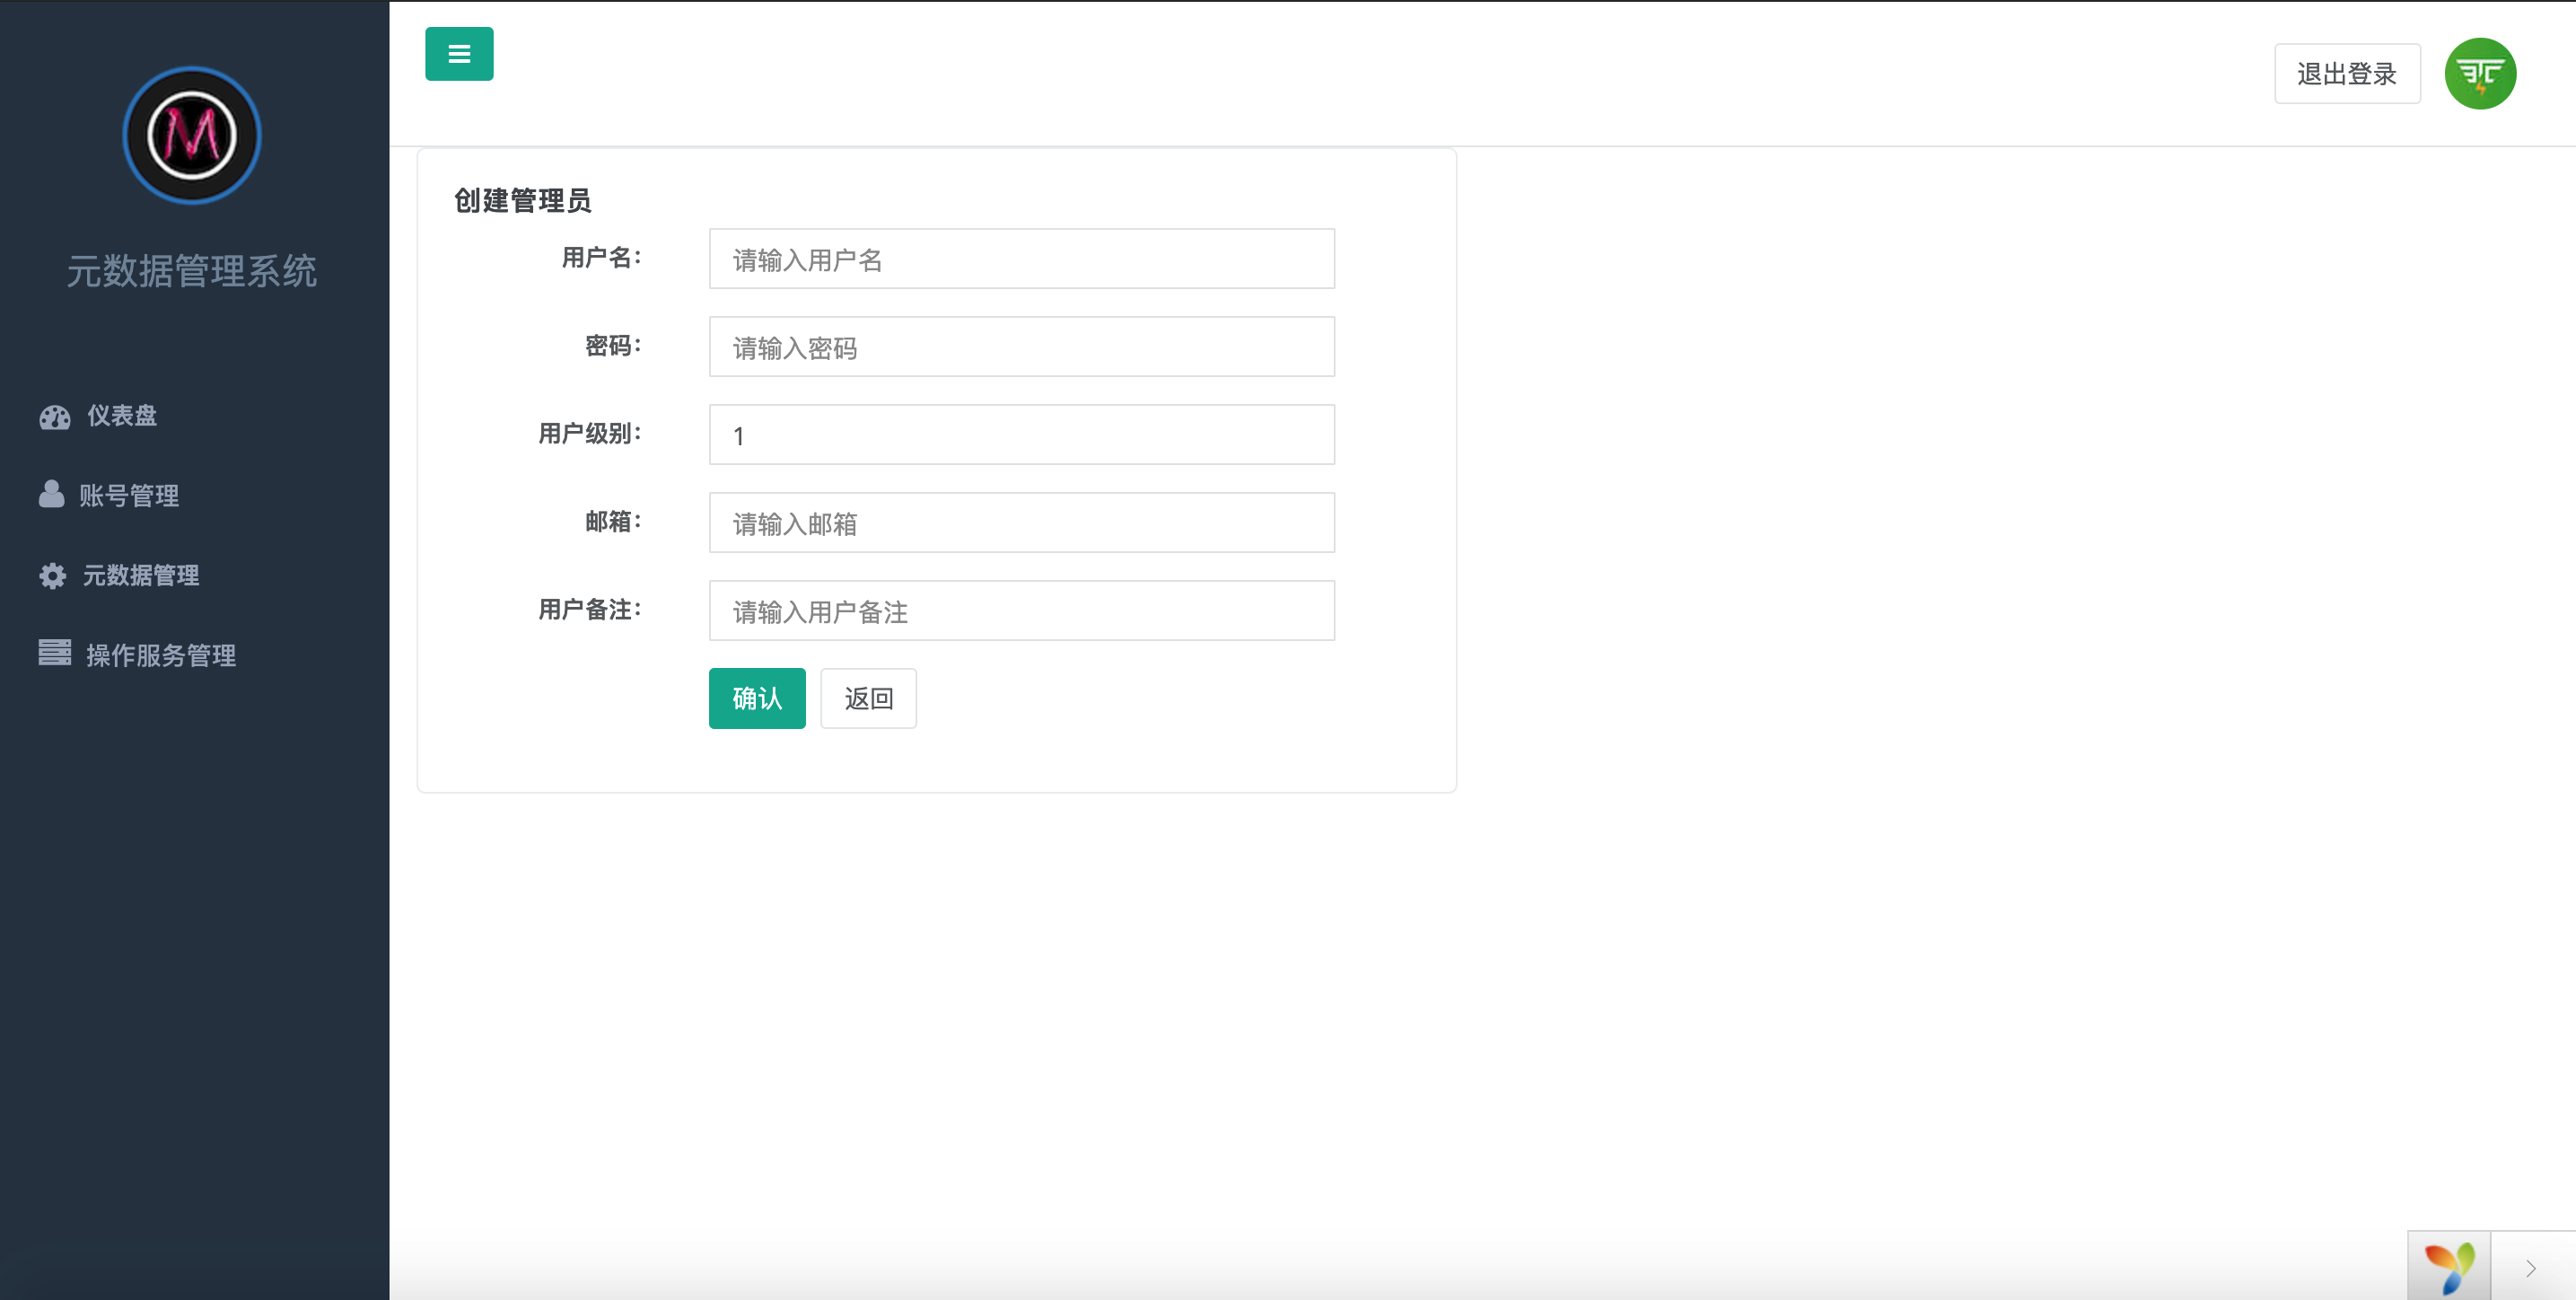 M
元数据管理系统
仪表盘
账号管理
元数据管理
操作服务管理
退出登录
创建管理员
用户名:
请输入用户名
密码:
请输入密码
用户级别:
1
邮箱:
请输入邮箱
用户备注:
请输入用户备注
确认
返回